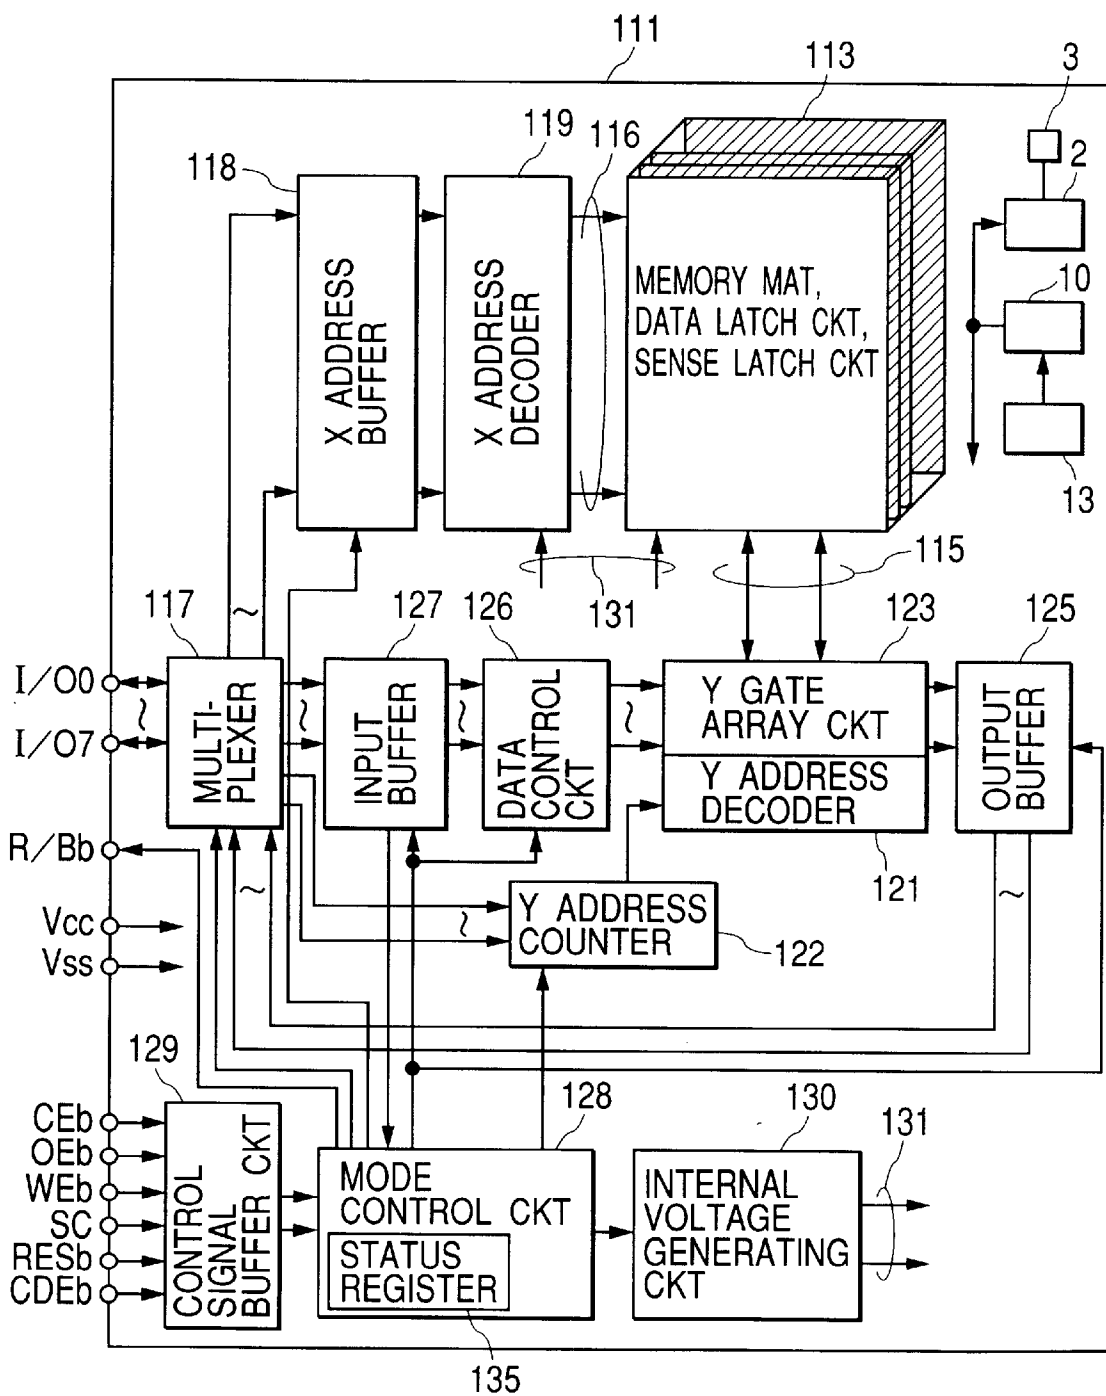 111
113
3
119
116
118
2
X ADDRESS
BUFFER
X ADDRESS
DECODER
MEMORY MAT,
DATA LATCH CKT,
SENSE LATCH CKT
10
13
131
115
117
127
126
123
125
I/O0
I/O7
MULTI-
PLEXER
INPUT
BUFFER
DATA
CONTROL
CKT
Y GATE
ARRAY CKT
Y ADDRESS
DECODER
OUTPUT
BUFFER
R/Bb
121
Vcc
Vss
Y ADDRESS
COUNTER
122
129
128
130
131
CEb
OEb
WEb
SC
RESb
CDEb
CONTROL
SIGNAL
BUFFER CKT
MODE
CONTROL CKT
STATUS
REGISTER
INTERNAL
VOLTAGE
GENERATING
CKT
135